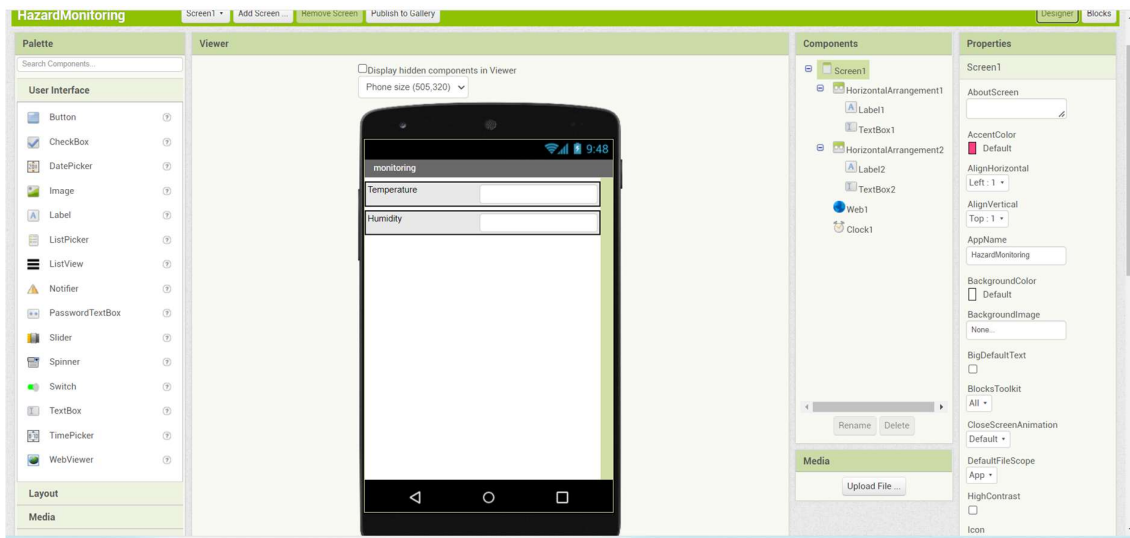 HazardMonitoring
Screen1
Add Screen ...
Remove Screen
Publish to Gallery
Designer
Blocks
Palette
Search Components...
User Interface
Button
CheckBox
DatePicker
Image
Label
ListPicker
ListView
Notifier
PasswordTextBox
Slider
Spinner
Switch
TextBox
TimePicker
WebViewer
Layout
Media
Viewer
Display hidden components in Viewer
Phone size (505,320)
9:48
monitoring
Temperature
Humidity
Components
Screen1
HorizontalArrangement1
Label1
TextBox1
HorizontalArrangement2
Label2
TextBox2
Web1
Clock1
Rename
Delete
Media
Upload File ...
Properties
Screen1
AboutScreen
AccentColor
Default
AlignHorizontal
Left : 1
AlignVertical
Top : 1
AppName
HazardMonitoring
BackgroundColor
Default
BackgroundImage
None...
BigDefaultText
BlocksToolkit
All
CloseScreenAnimation
Default
DefaultFileScope
App
HighContrast
Icon